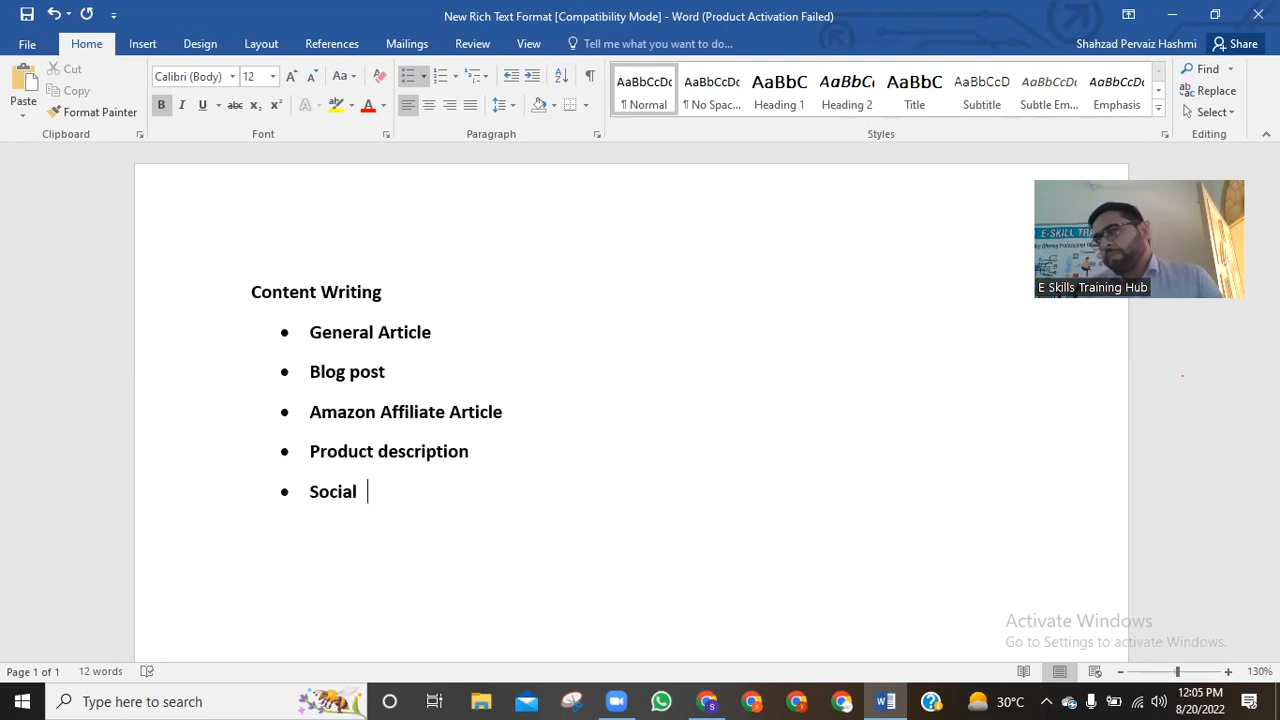 New Rich Text Format [Compatibility Mode] - Word (Product Activation Failed)
File Home Insert Design Layout References Mailings Review View Tell me what you want to do... Shahzad Pervaiz Hashmi Share
Paste
Cut
Copy
Format Painter
Clipboard
Calibri (Body) 12
Font
Paragraph
AaBbCcDc AaBbCcDc AaBbC AaBbCcC AaBbC AaBbCcD AaBbCcDc AaBbCcDc
¶ Normal ¶ No Spac... Heading 1 Heading 2 Title Subtitle Subtle Em... Emphasis
Styles
Find
Replace
Select
Editing
E-SKILL TRA
E Skills Training Hub
Content Writing
• General Article
• Blog post
• Amazon Affiliate Article
• Product description
• Social
Activate Windows
Go to Settings to activate Windows.
Page 1 of 1 12 words 130%
Type here to search
30°C
12:05 PM
8/20/2022